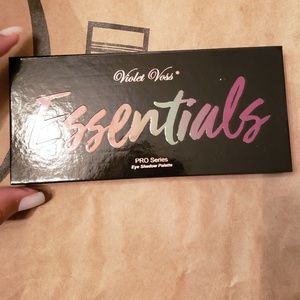 Violet Voss®
Essentials
PRO Series
Eye Shadow Palette